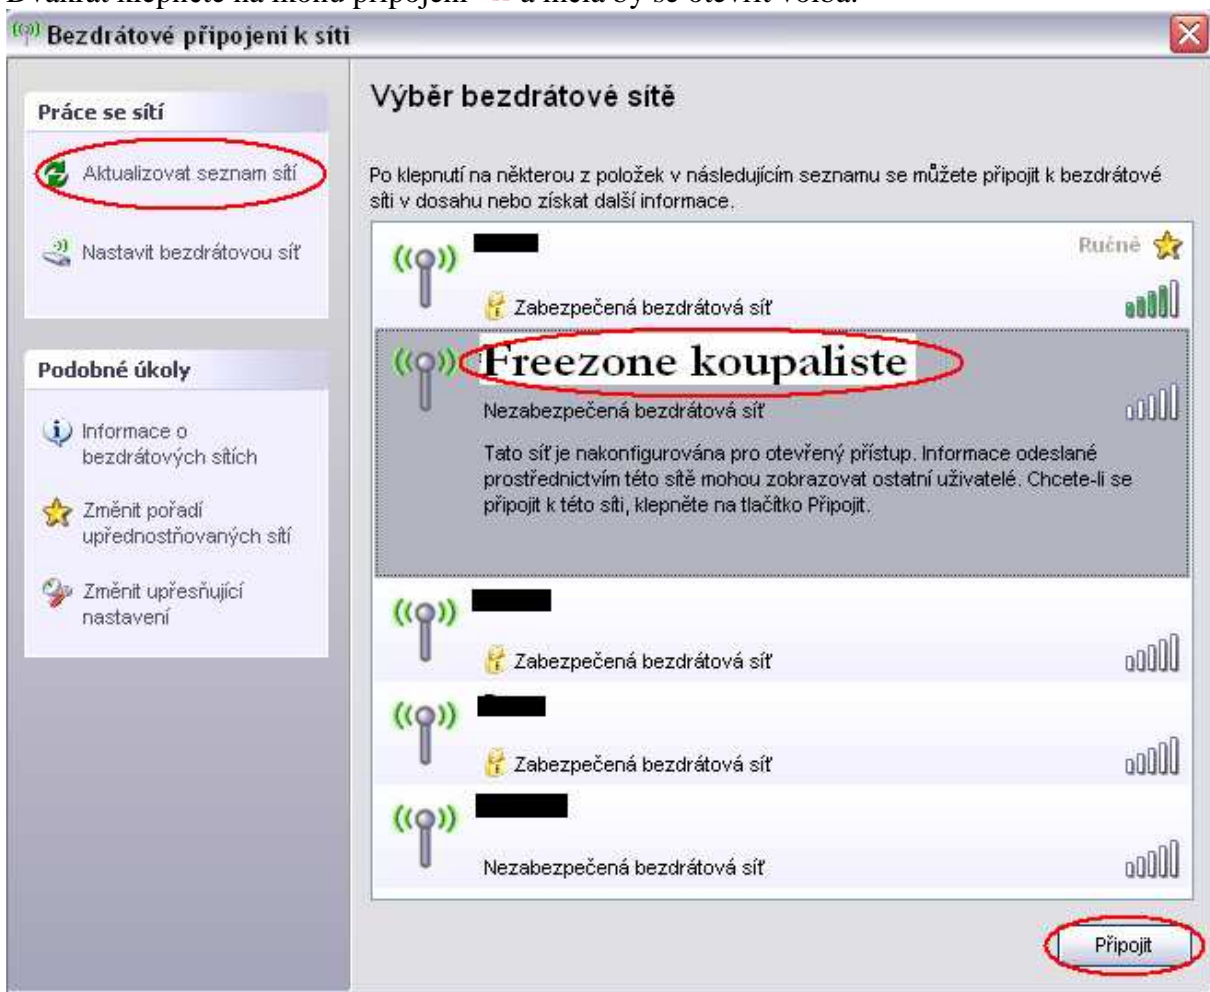 Bezdrátové připojení k síti
Práce se sítí
Aktualizovat seznam sítí
Nastavit bezdrátovou síť
Podobné úkoly
Informace o
bezdrátových sítích
Změnit pořadí
upřednostňovaných sítí
Změnit upřesňující
nastavení
Výběr bezdrátové sítě
Po klepnutí na některou z položek v následujícím seznamu se můžete připojit k bezdrátové
síti v dosahu nebo získat další informace.
Ručně
Zabezpečená bezdrátová síť
Freezone koupaliste
Nezabezpečená bezdrátová síť
Tato síť je nakonfigurována pro otevřený přístup. Informace odeslané
prostřednictvím této sítě mohou zobrazovat ostatní uživatelé. Chcete-li se
připojit k této síti, klepněte na tlačítko Připojit.
Zabezpečená bezdrátová síť
Zabezpečená bezdrátová síť
Nezabezpečená bezdrátová síť
Připojit